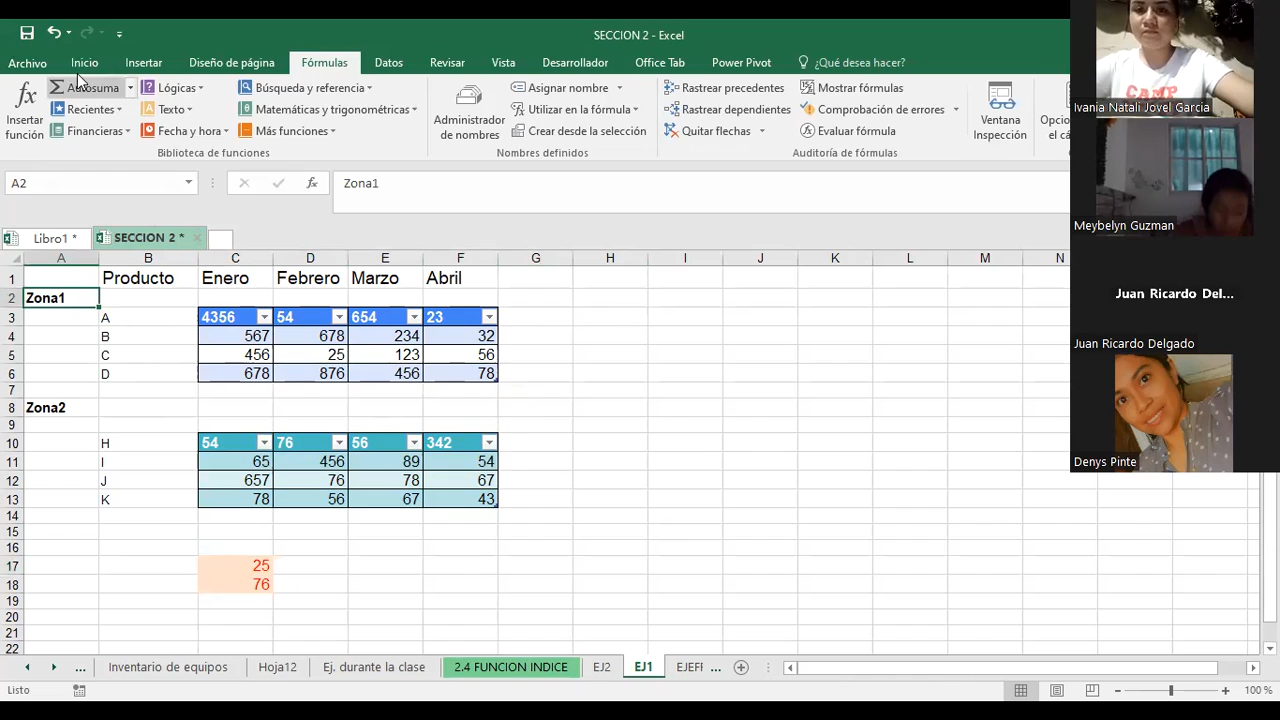 SECCION 2 - Excel
Archivo Inicio Insertar Diseño de página Fórmulas Datos Revisar Vista Desarrollador Office Tab Power Pivot ¿Qué desea hacer?
fx Insertar función
Σ Autosuma
Recientes
Financieras
Lógicas
Texto
Fecha y hora
Búsqueda y referencia
Matemáticas y trigonométricas
Más funciones
Biblioteca de funciones
Administrador de nombres
Asignar nombre
Utilizar en la fórmula
Crear desde la selección
Nombres definidos
Rastrear precedentes
Rastrear dependientes
Quitar flechas
Mostrar fórmulas
Comprobación de errores
Evaluar fórmula
Auditoría de fórmulas
Ventana Inspección
A2 fx Zona1
Libro1 * SECCION 2 *
A B C D E F G H I J K L M N
1 Producto Enero Febrero Marzo Abril
2 Zona1
3 A 4356 54 654 23
4 B 567 678 234 32
5 C 456 25 123 56
6 D 678 876 456 78
7
8 Zona2
9
10 H 54 76 56 342
11 I 65 456 89 54
12 J 657 76 78 67
13 K 78 56 67 43
14
15
16
17 25
18 76
19
20
21
22
... Inventario de equipos Hoja12 Ej. durante la clase 2.4 FUNCION INDICE EJ2 EJ1 ...
Listo 100 %
CAMP
Ivania Natali Jovel Garcia
Meybelyn Guzman
Juan Ricardo Del...
Juan Ricardo Delgado
Denys Pinte